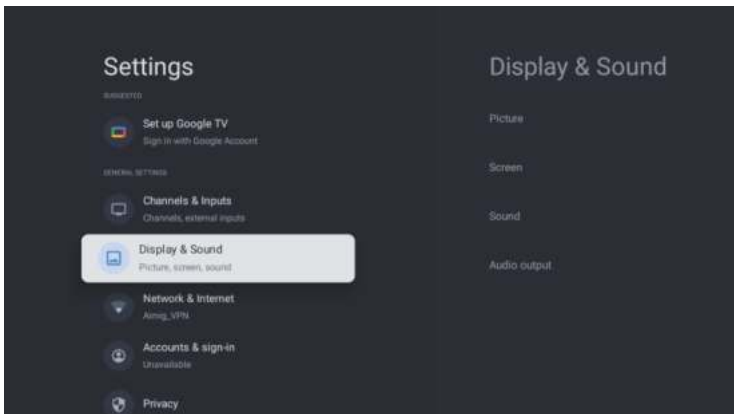 Settings
SUGGESTED
Set up Google TV
Sign in with Google Account
GENERAL SETTINGS
Channels & Inputs
Channels, external inputs
Display & Sound
Picture, screen, sound
Network & Internet
Aimig_VPN
Accounts & sign-in
Unavailable
Privacy
Display & Sound
Picture
Screen
Sound
Audio output